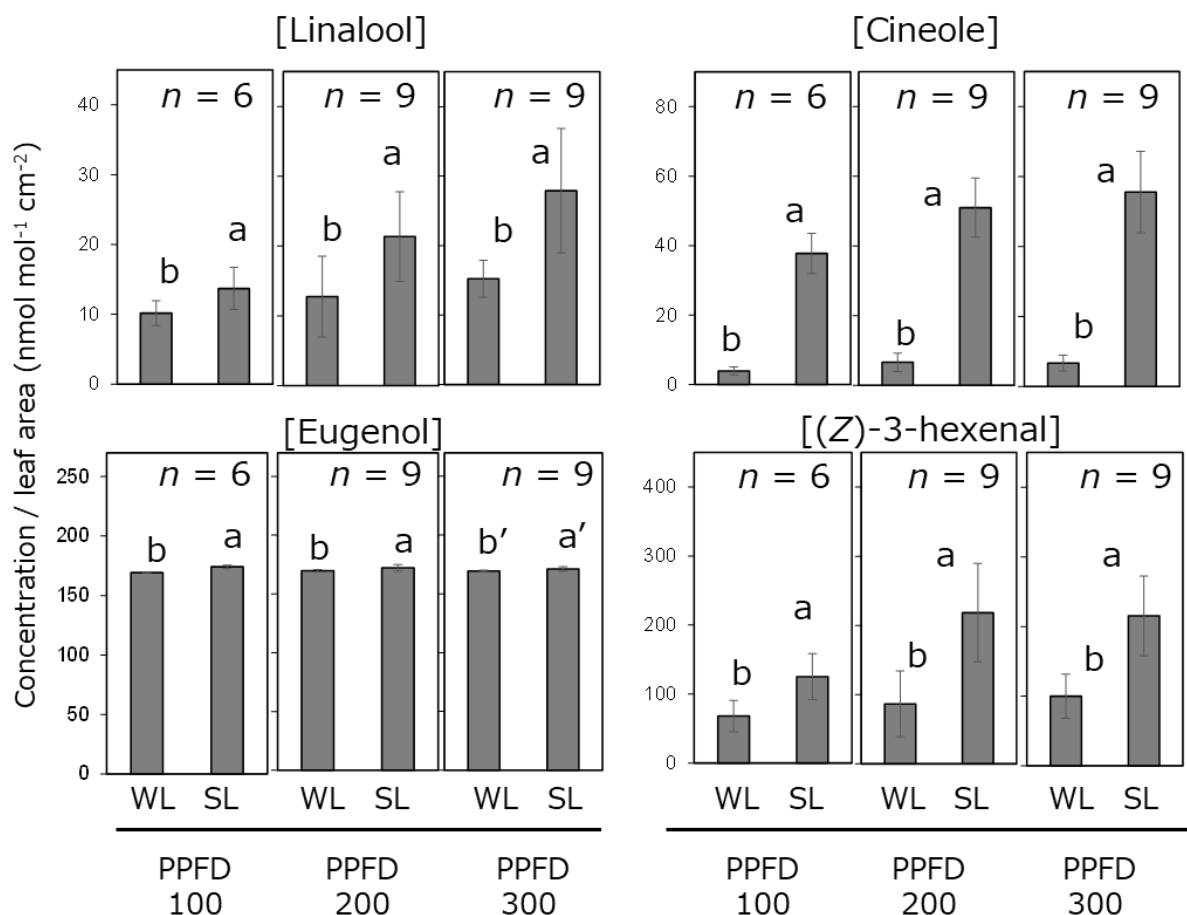 [Linalool]
[Cineole]
Concentration / leaf area (nmol mol⁻¹ cm⁻²)
40
30
20
10
0
n = 6
b
a
n = 9
b
a
n = 9
b
a
80
60
40
20
0
n = 6
b
a
n = 9
b
a
n = 9
b
a
[Eugenol]
[(Z)-3-hexenal]
250
200
150
100
50
0
n = 6
b
a
n = 9
b
a
n = 9
b′
a′
400
300
200
100
0
n = 6
b
a
n = 9
b
a
n = 9
b
a
WL SL WL SL WL SL
PPFD 100
PPFD 200
PPFD 300
WL SL WL SL WL SL
PPFD 100
PPFD 200
PPFD 300